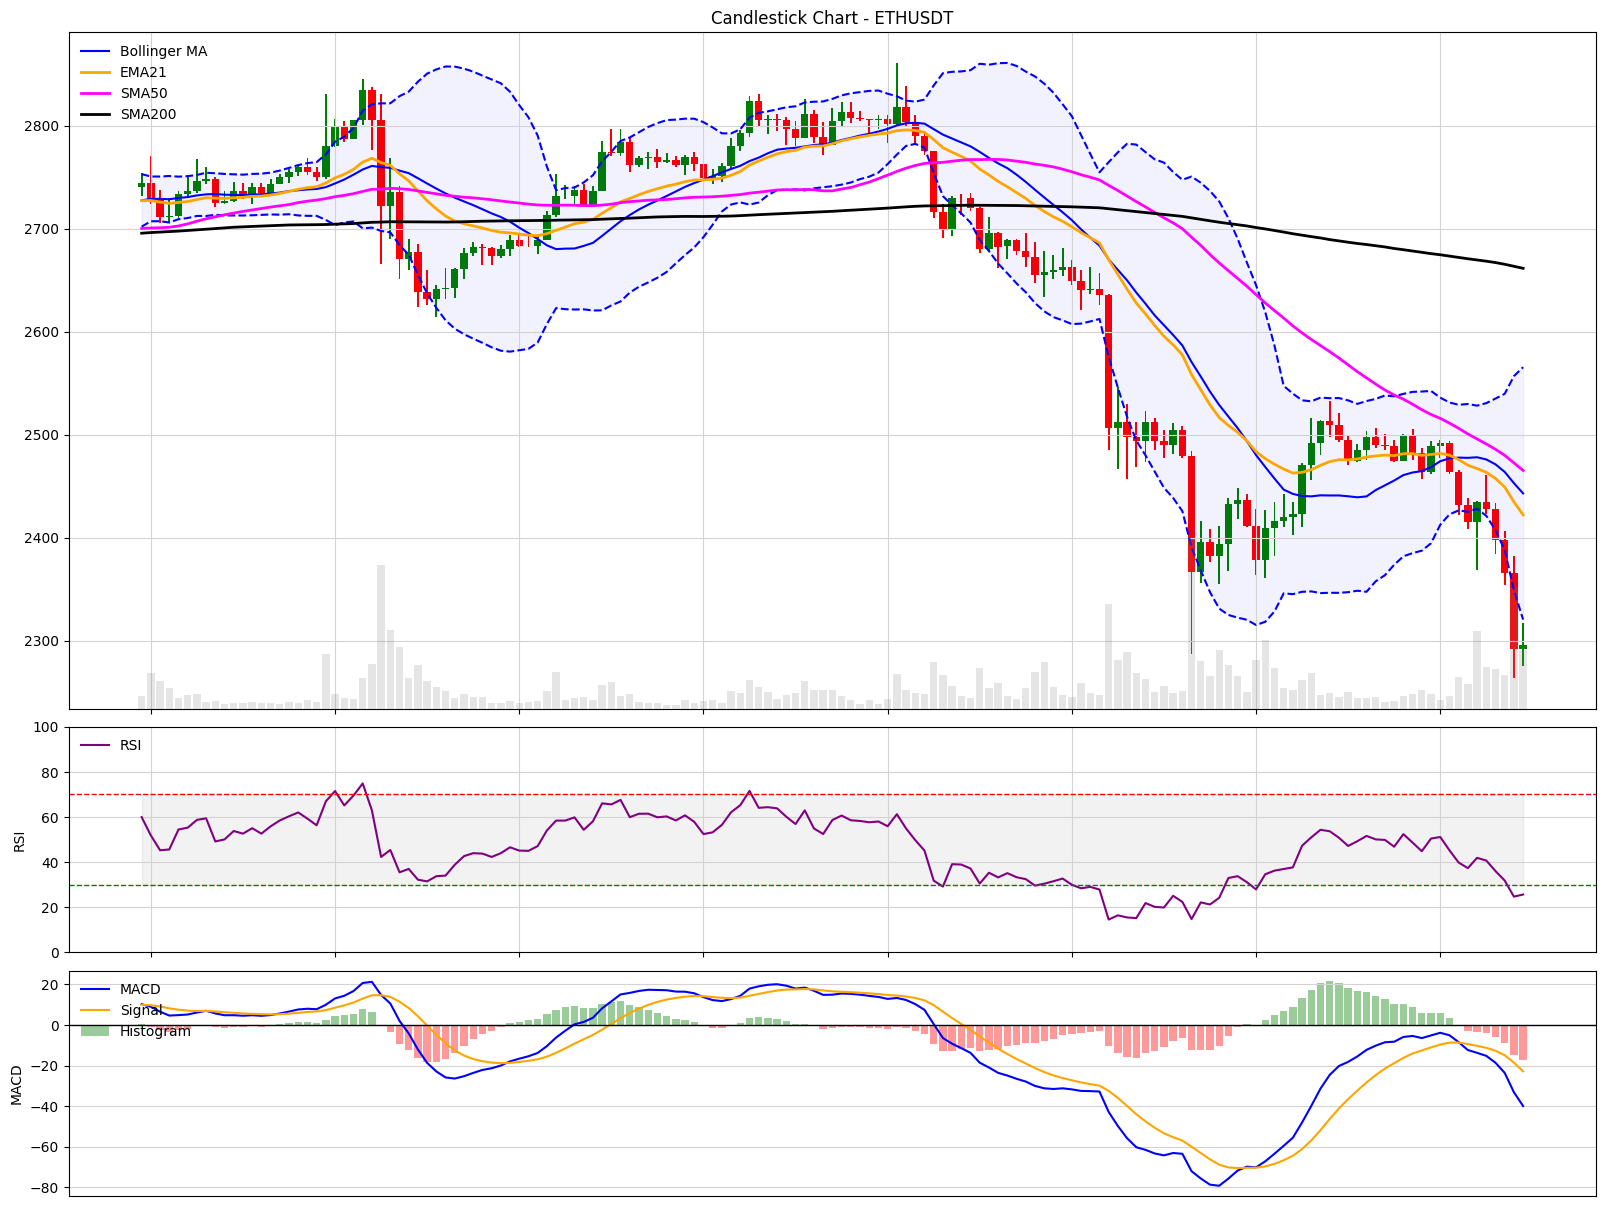 Candlestick Chart - ETHUSDT
Bollinger MA
EMA21
SMA50
SMA200
2800
2700
2600
2500
2400
2300
RSI
100
80
60
40
20
0
RSI
MACD
Signal
Histogram
20
0
−20
−40
−60
−80
MACD